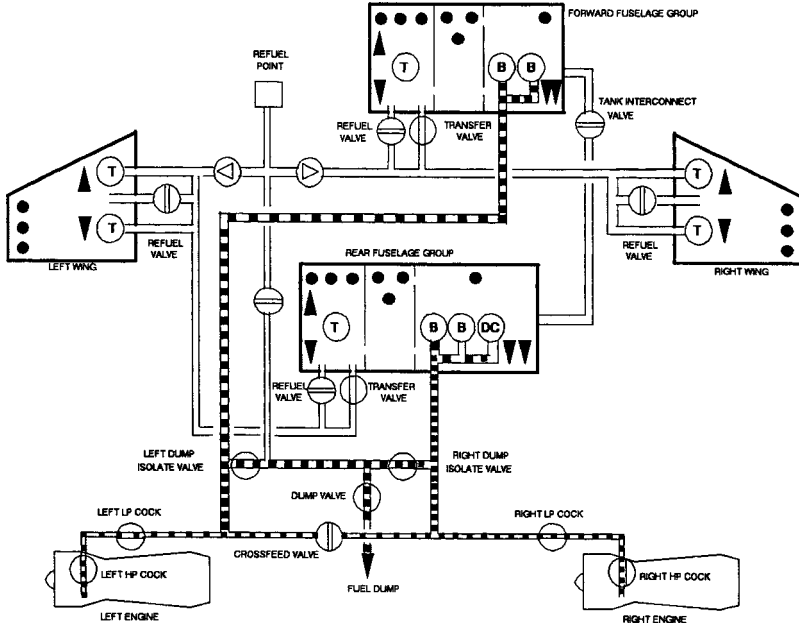 FORWARD FUSELAGE GROUP
REFUEL
POINT
T
B
B
TANK INTERCONNECT
VALVE
REFUEL
VALVE
TRANSFER
VALVE
T
T
REFUEL
VALVE
LEFT WING
T
T
REFUEL
VALVE
RIGHT WING
REAR FUSELAGE GROUP
T
B
B
DC
REFUEL
VALVE
TRANSFER
VALVE
LEFT DUMP
ISOLATE VALVE
RIGHT DUMP
ISOLATE VALVE
DUMP VALVE
LEFT LP COCK
RIGHT LP COCK
CROSSFEED VALVE
LEFT HP COCK
RIGHT HP COCK
FUEL DUMP
LEFT ENGINE
RIGHT ENGINE